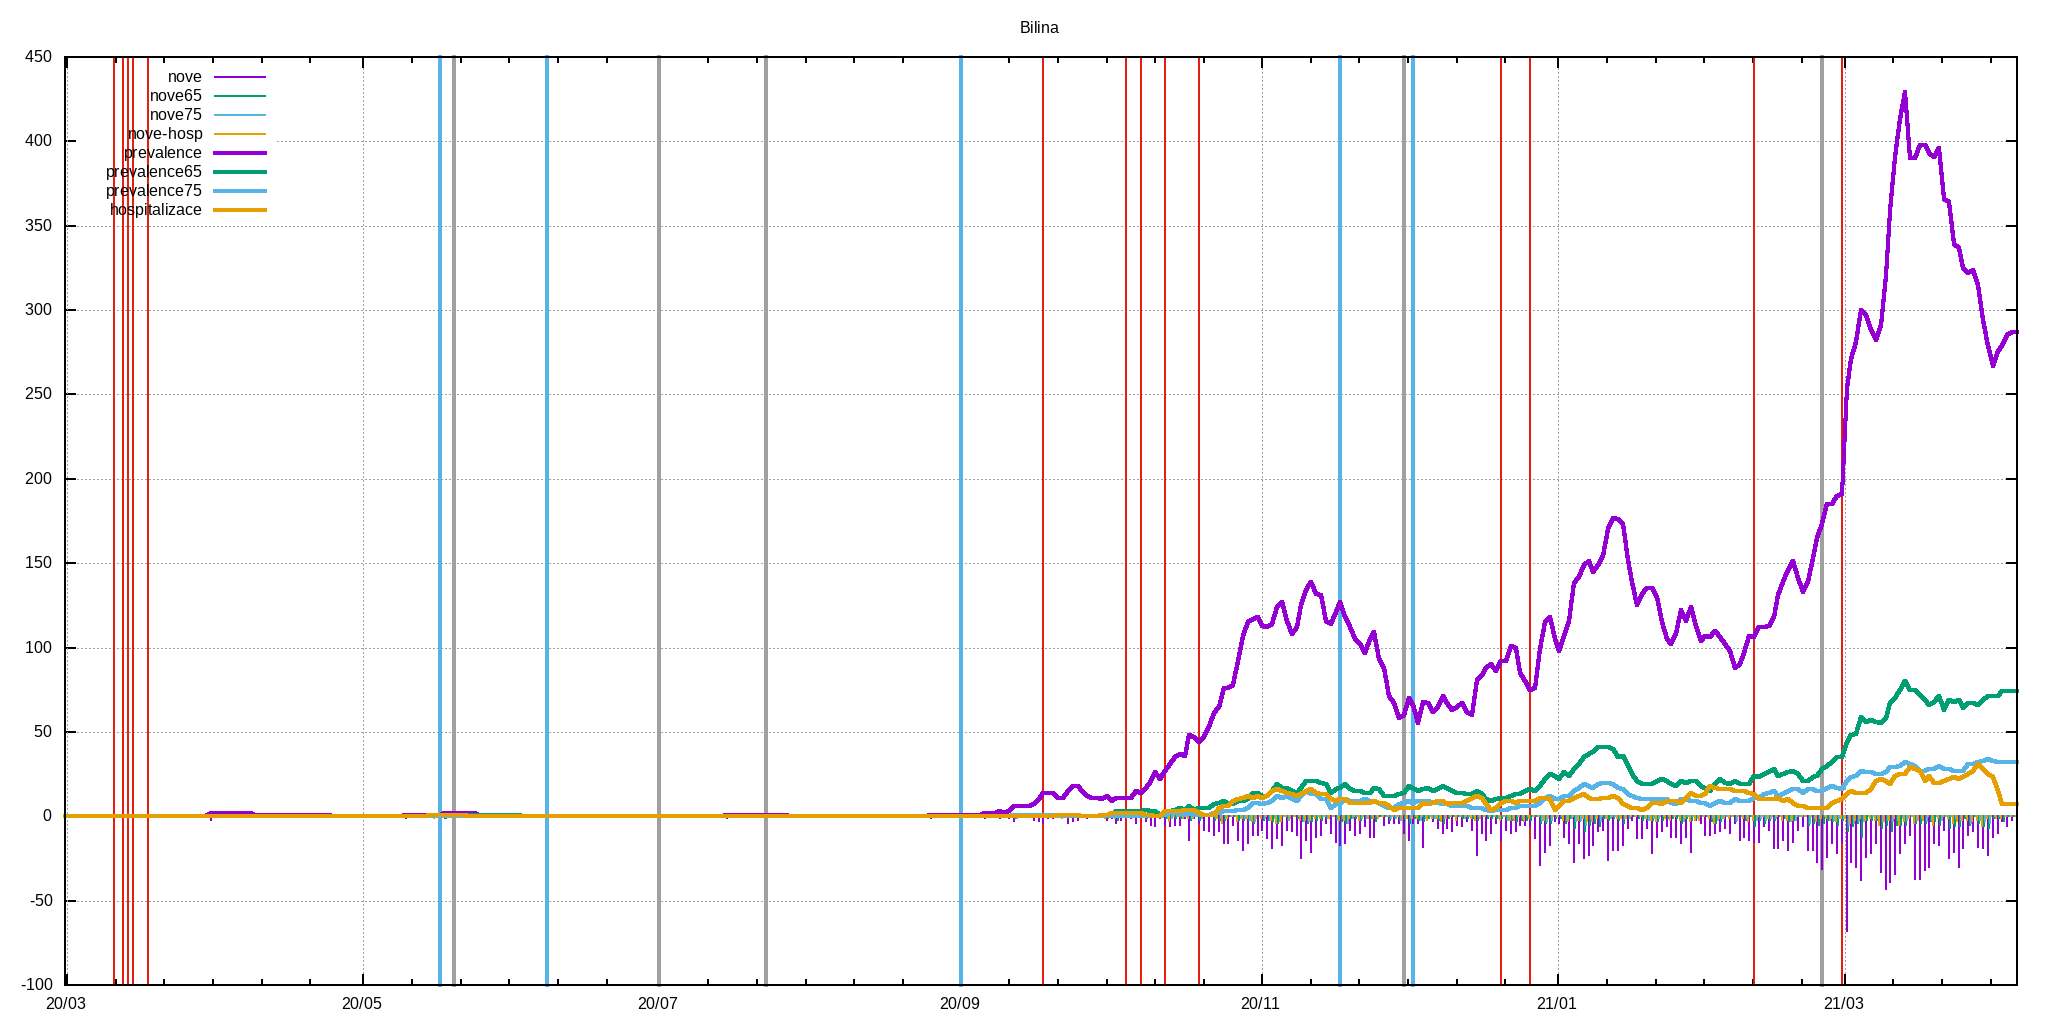 Bilina
450
400
350
300
250
200
150
100
50
0
-50
-100
nove
nove65
nove75
nove-hosp
prevalence
prevalence65
prevalence75
hospitalizace
20/03
20/05
20/07
20/09
20/11
21/01
21/03